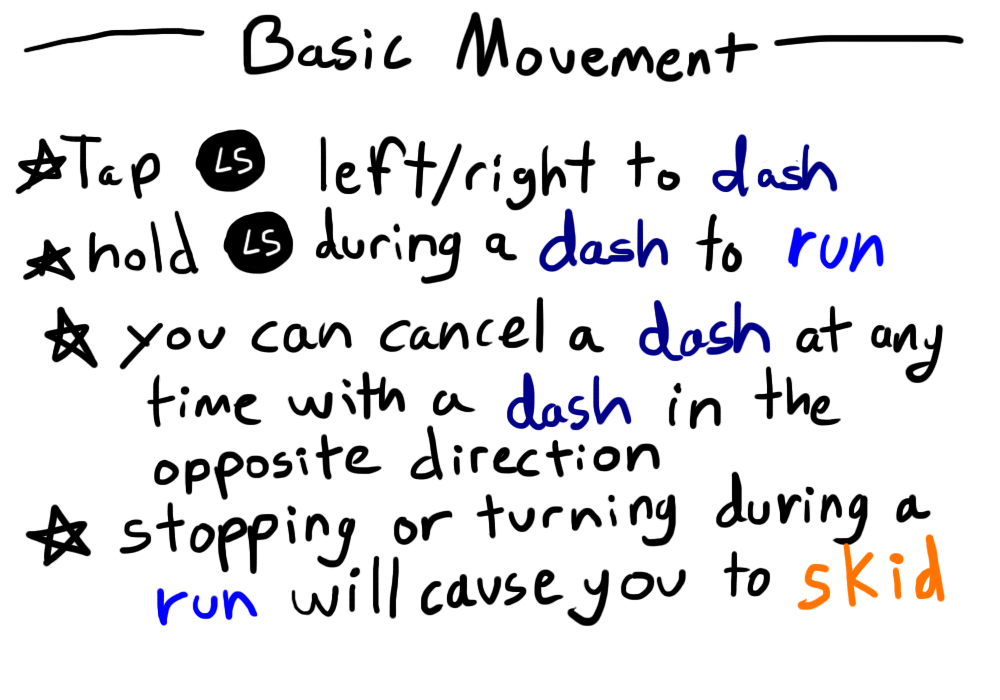 Basic Movement
Tap LS left/right to dash
hold LS during a dash to run
you can cancel a dash at any
time with a dash in the
opposite direction
stopping or turning during a
run will cause you to skid